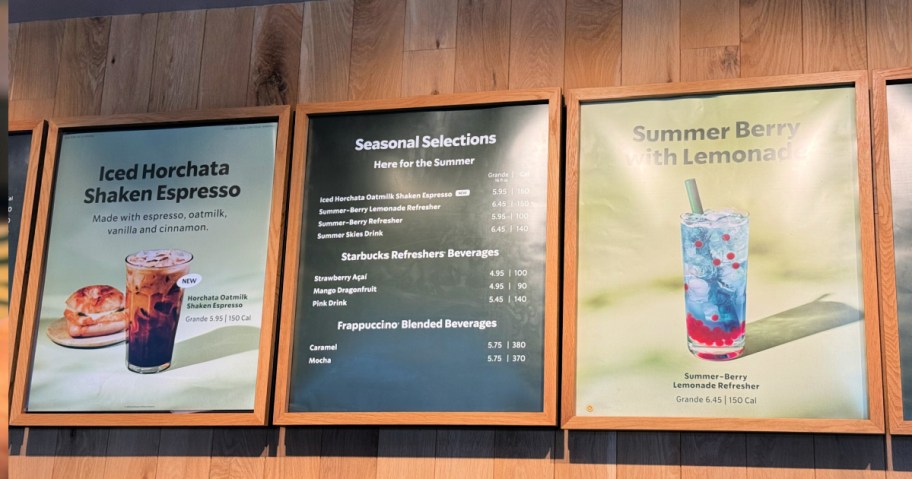 Iced Horchata
Shaken Espresso
Made with espresso, oatmilk,
vanilla and cinnamon.
NEW
Horchata Oatmilk
Shaken Espresso
Grande 5.95 | 150 Cal
Seasonal Selections
Here for the Summer
Grande
Iced Horchata Oatmilk Shaken Espresso NEW 5.95 | 150
Summer-Berry Lemonade Refresher 6.45 | 150
Summer-Berry Refresher 5.95 |
Summer Skies Drink 6.45 | 140
Starbucks Refreshers® Beverages
Strawberry Açaí 4.95 | 100
Mango Dragonfruit 4.95 | 90
Pink Drink 5.45 | 140
Frappuccino® Blended Beverages
Caramel 5.75 | 380
Mocha 5.75 | 370
Summer Berry
with Lemonade
Summer-Berry
Lemonade Refresher
Grande 6.45 | 150 Cal